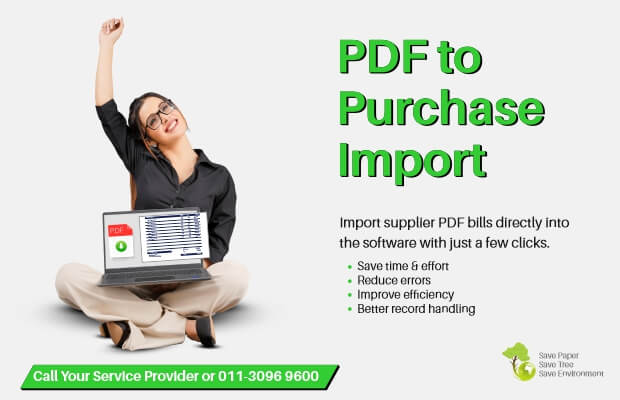 PDF to
Purchase
Import
Import supplier PDF bills directly into
the software with just a few clicks.
Save time & effort
Reduce errors
Improve efficiency
Better record handling
PDF
Save Paper
Save Tree
Save Environment
Call Your Service Provider or 011-3096 9600